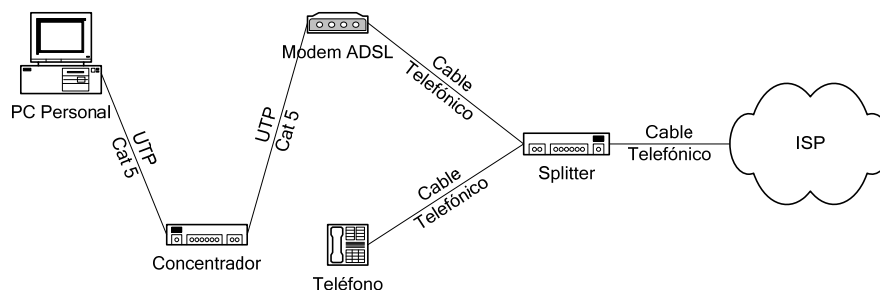 Modem ADSL
PC Personal
UTP
Cat 5
UTP
Cat 5
Cable
Telefónico
Cable
Telefónico
Cable
Telefónico
ISP
Splitter
Concentrador
Teléfono